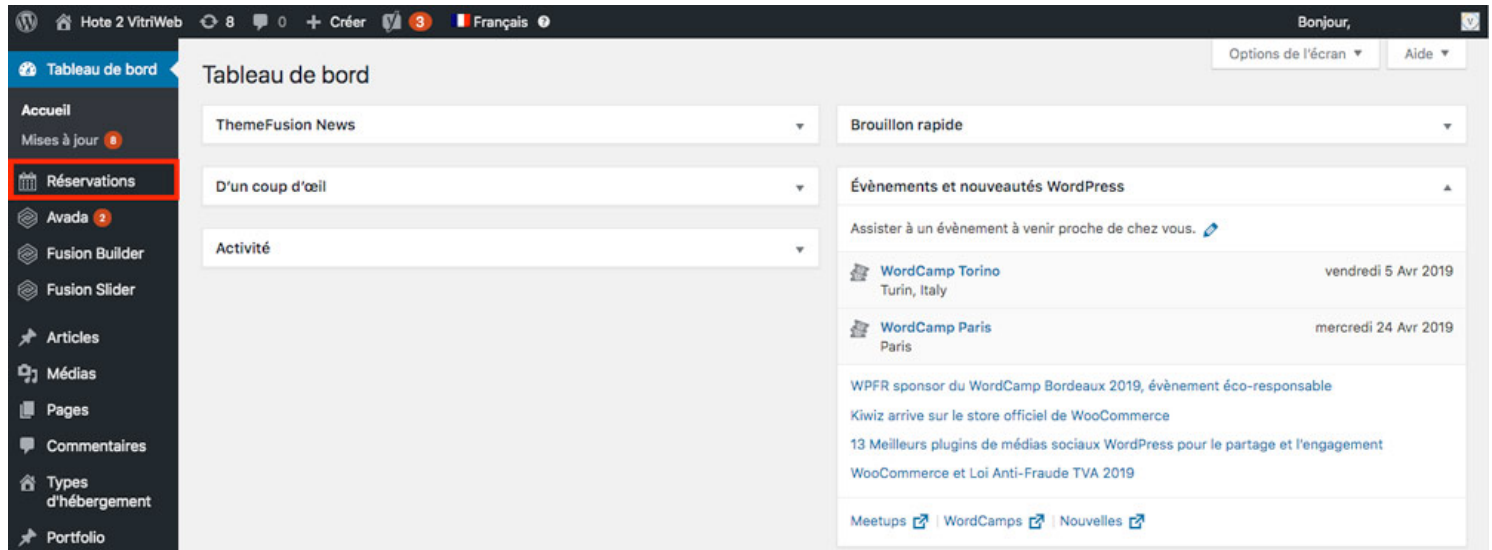 Hote 2 VitriWeb 8 0 + Créer 3 Français Bonjour,
Options de l'écran Aide
Tableau de bord
Accueil
Mises à jour 8
Réservations
Avada 2
Fusion Builder
Fusion Slider
Articles
Médias
Pages
Commentaires
Types
d'hébergement
Portfolio
Tableau de bord
ThemeFusion News
D'un coup d'œil
Activité
Brouillon rapide
Évènements et nouveautés WordPress
Assister à un évènement à venir proche de chez vous.
WordCamp Torino vendredi 5 Avr 2019
Turin, Italy
WordCamp Paris mercredi 24 Avr 2019
Paris
WPFR sponsor du WordCamp Bordeaux 2019, évènement éco-responsable
Kiwiz arrive sur le store officiel de WooCommerce
13 Meilleurs plugins de médias sociaux WordPress pour le partage et l'engagement
WooCommerce et Loi Anti-Fraude TVA 2019
Meetups | WordCamps | Nouvelles